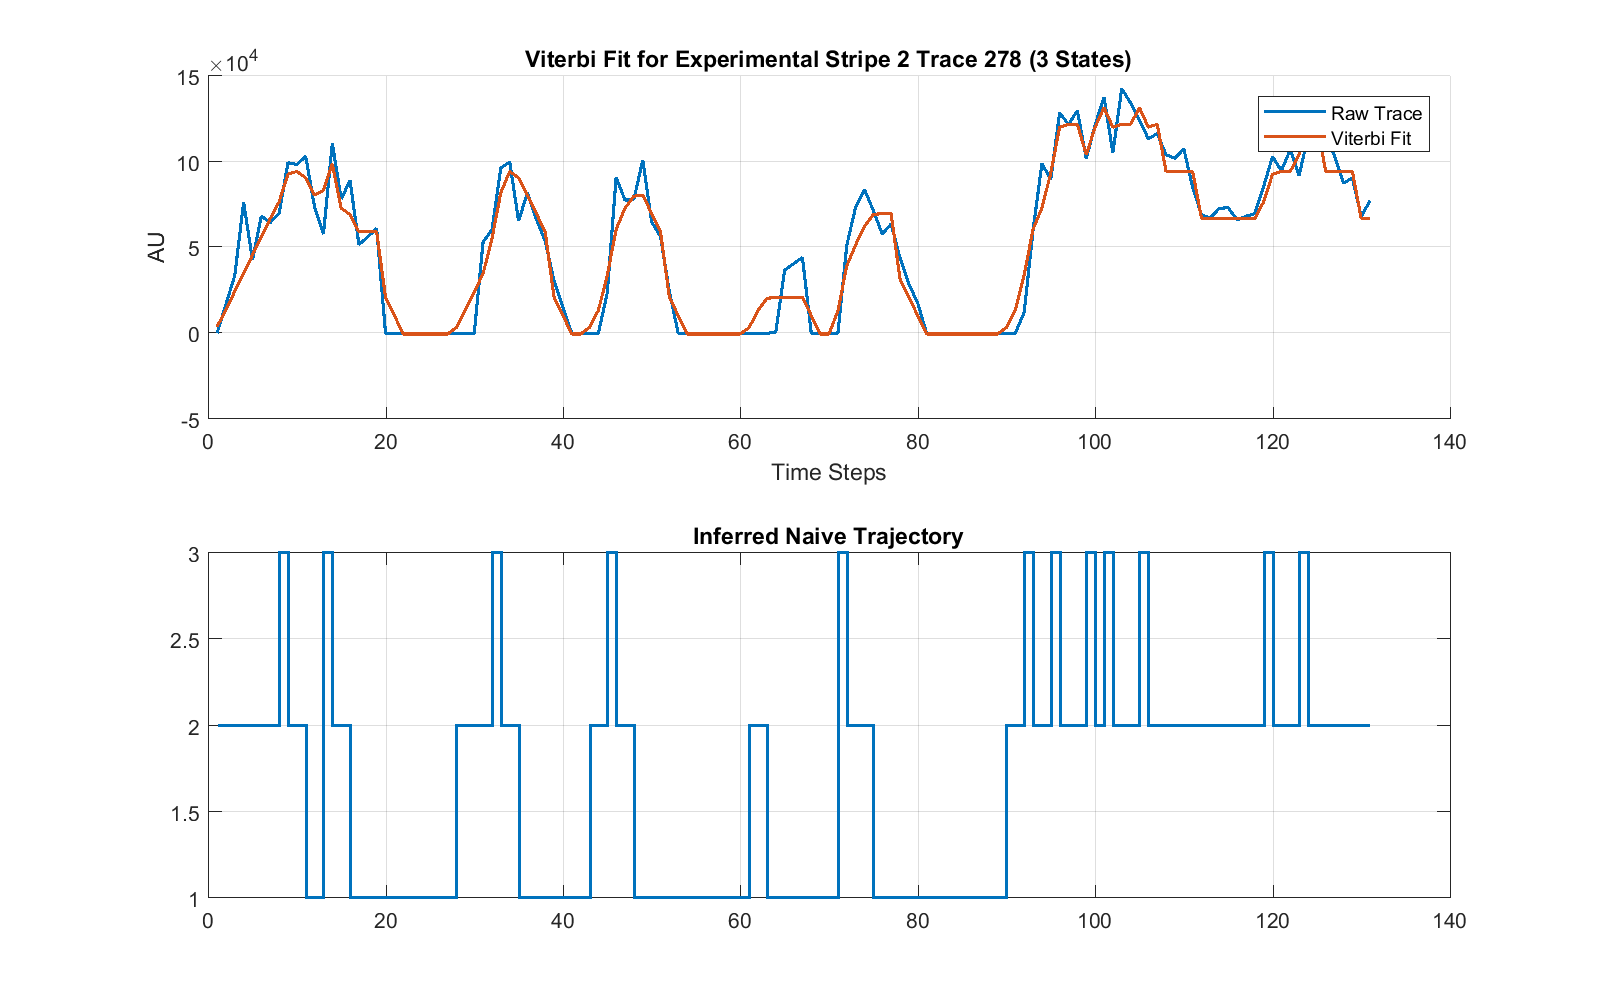 Viterbi Fit for Experimental Stripe 2 Trace 278 (3 States)
×10⁴
15
10
5
0
-5
AU
Raw Trace
Viterbi Fit
0 20 40 60 80 100 120 140
Time Steps
Inferred Naive Trajectory
3
2.5
2
1.5
1
0 20 40 60 80 100 120 140